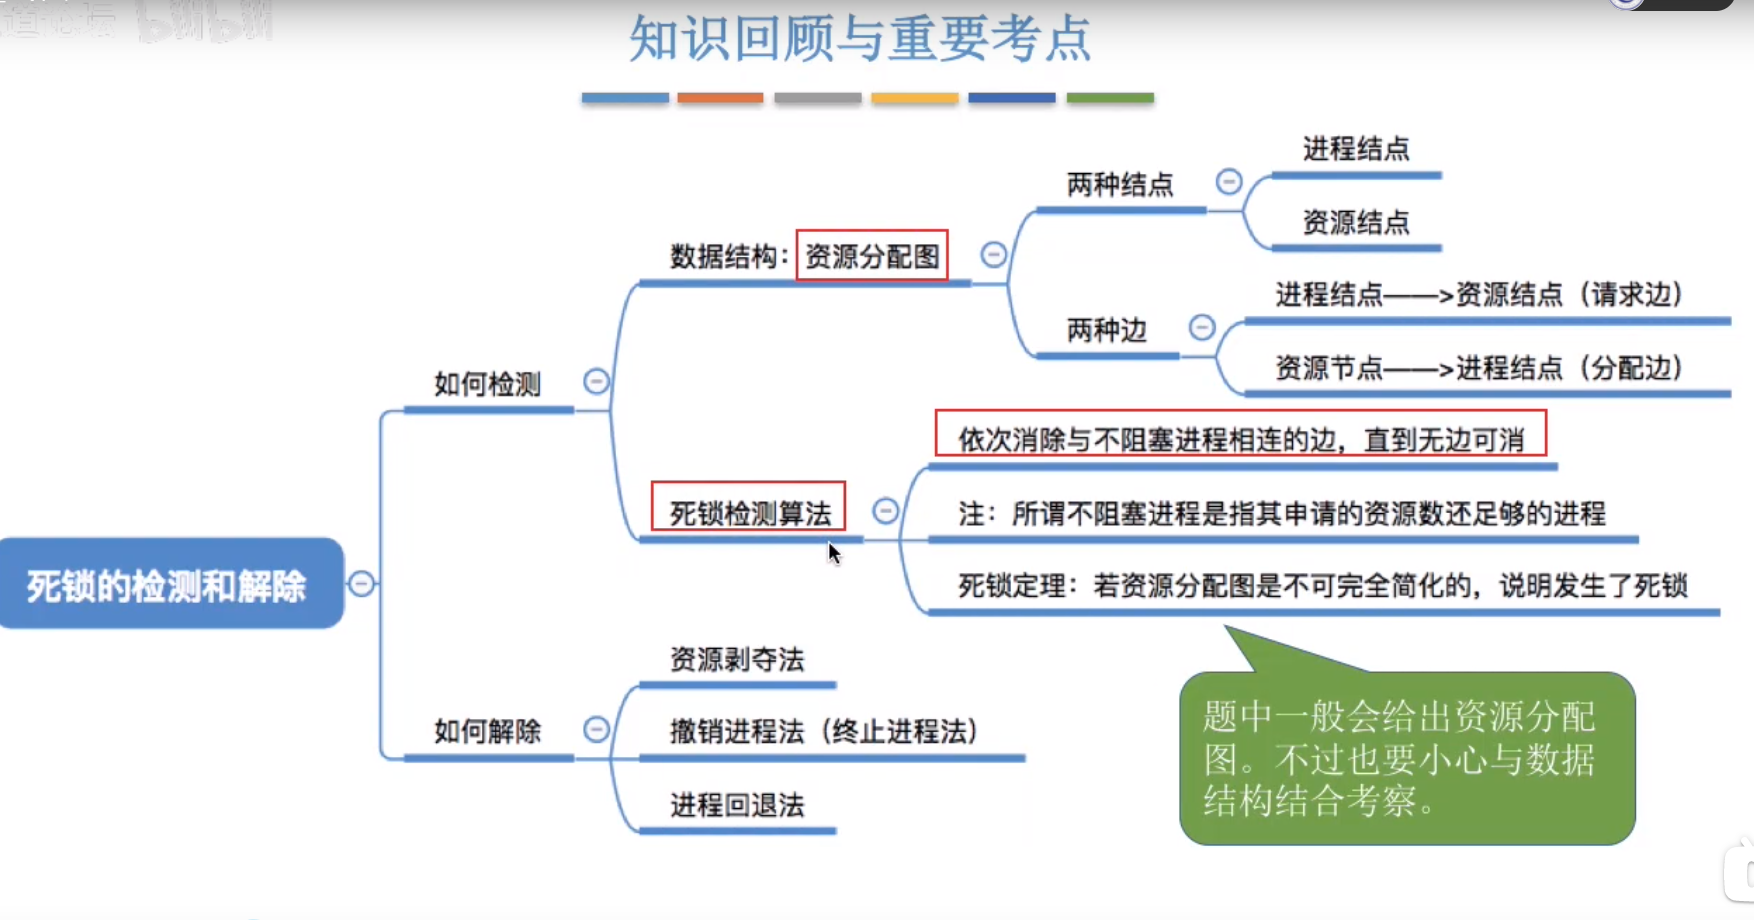 知识回顾与重要考点
进程结点
两种结点
资源结点
数据结构：资源分配图
进程结点——>资源结点（请求边）
两种边
资源节点——>进程结点（分配边）
如何检测
依次消除与不阻塞进程相连的边，直到无边可消
死锁检测算法
注：所谓不阻塞进程是指其申请的资源数还足够的进程
死锁定理：若资源分配图是不可完全简化的，说明发生了死锁
死锁的检测和解除
资源剥夺法
如何解除
撤销进程法（终止进程法）
进程回退法
题中一般会给出资源分配
图。不过也要小心与数据
结构结合考察。